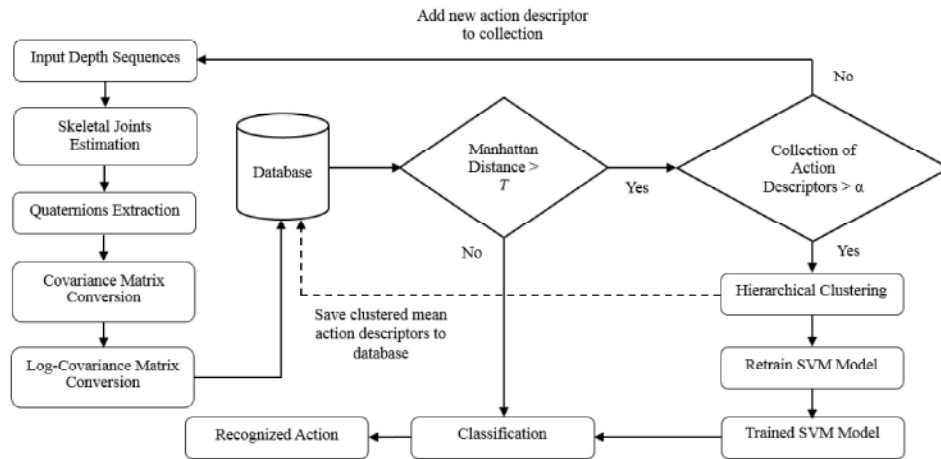 Add new action descriptor
to collection
Input Depth Sequences
No
Skeletal Joints
Estimation
Database
Manhattan
Distance >
T
Yes
Collection of
Action
Descriptors > α
Quaternions Extraction
No
Yes
Covariance Matrix
Conversion
Hierarchical Clustering
Save clustered mean
action descriptors to
database
Log-Covariance Matrix
Conversion
Retrain SVM Model
Recognized Action
Classification
Trained SVM Model